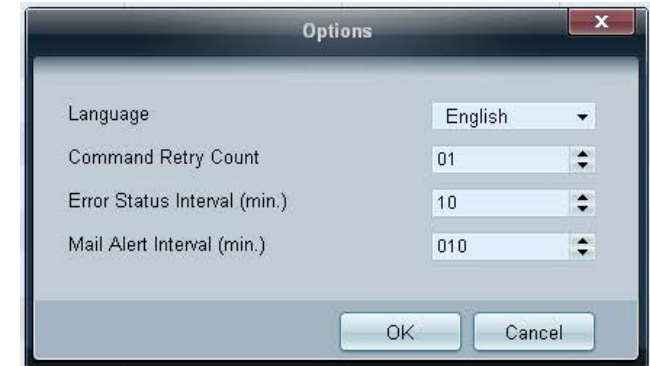 Options
x
Language English
Command Retry Count 01
Error Status Interval (min.) 10
Mail Alert Interval (min.) 010
OK Cancel